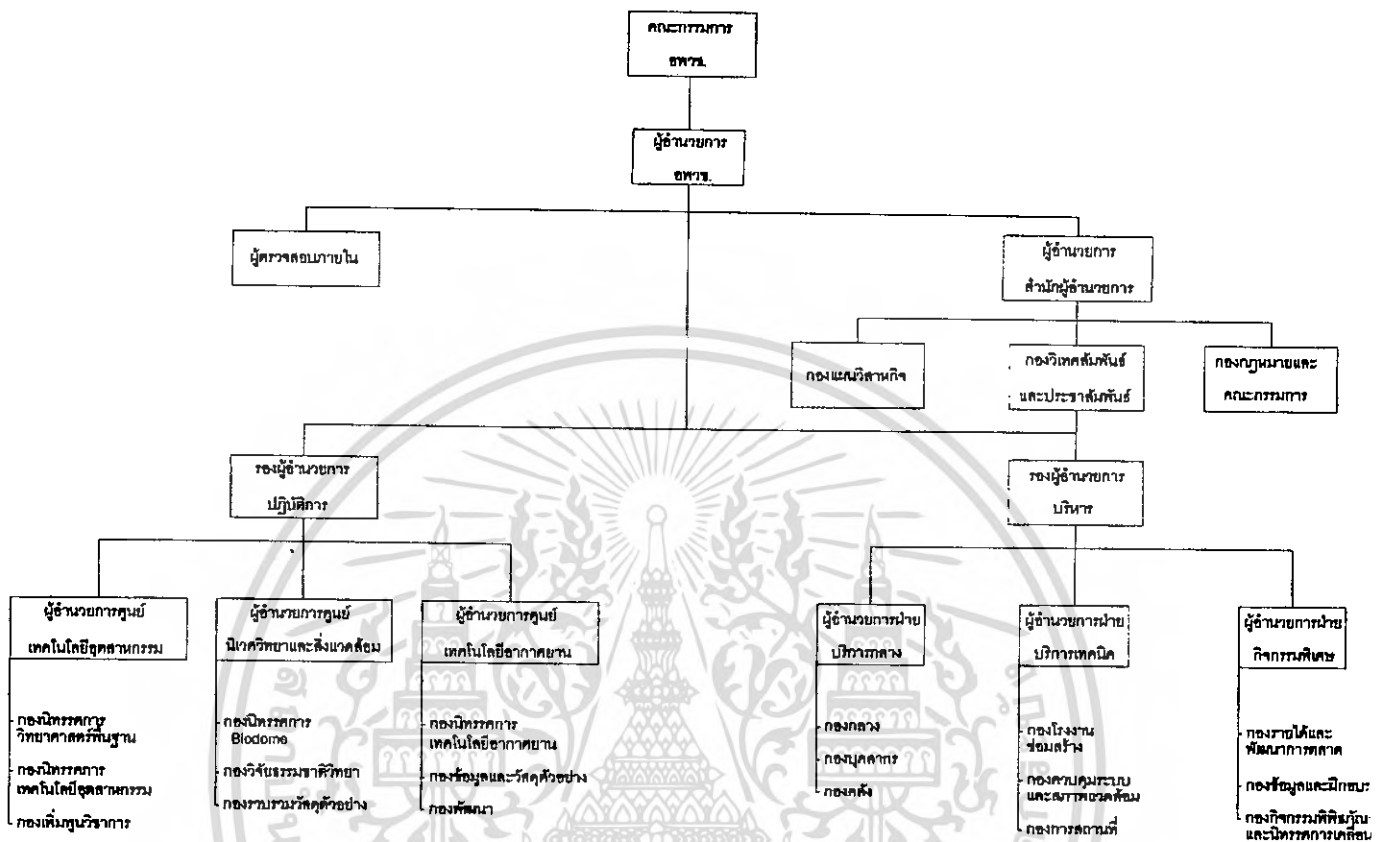 คณะกรรมการ
อพวช.
ผู้อำนวยการ
อพวช.
ผู้ตรวจสอบภายใน
ผู้อำนวยการ
สำนักผู้อำนวยการ
กองแผนวิสาหกิจ
กองวิเทศสัมพันธ์
และประชาสัมพันธ์
กองกฎหมายและ
คณะกรรมการ
รองผู้อำนวยการ
ปฏิบัติการ
รองผู้อำนวยการ
บริหาร
ผู้อำนวยการศูนย์
เทคโนโลยีอุตสาหกรรม
- กองนิทรรศการ
วิทยาศาสตร์พื้นฐาน
- กองนิทรรศการ
เทคโนโลยีอุตสาหกรรม
- กองเพิ่มพูนวิชาการ
ผู้อำนวยการศูนย์
นิเวศวิทยาและสิ่งแวดล้อม
- กองนิทรรศการ
Biodome
- กองวิจัยธรรมชาติวิทยา
- กองรวบรวมวัสดุตัวอย่าง
ผู้อำนวยการศูนย์
เทคโนโลยีอากาศยาน
- กองนิทรรศการ
เทคโนโลยีอากาศยาน
- กองข้อมูลและวัสดุตัวอย่าง
- กองพัฒนา
ผู้อำนวยการฝ่าย
บริการกลาง
- กองกลาง
- กองบุคลากร
- กองคลัง
ผู้อำนวยการฝ่าย
บริการเทคนิค
- กองโรงงาน
ซ่อมสร้าง
- กองควบคุมระบบ
และสภาพแวดล้อม
- กองการสถานที่
ผู้อำนวยการฝ่าย
กิจกรรมพิเศษ
- กองรายได้และ
พัฒนาการตลาด
- กองข้อมูลและฝึกอบร
- กองกิจกรรมพิพิธภัณ
และนิทรรศการเคลื่อน